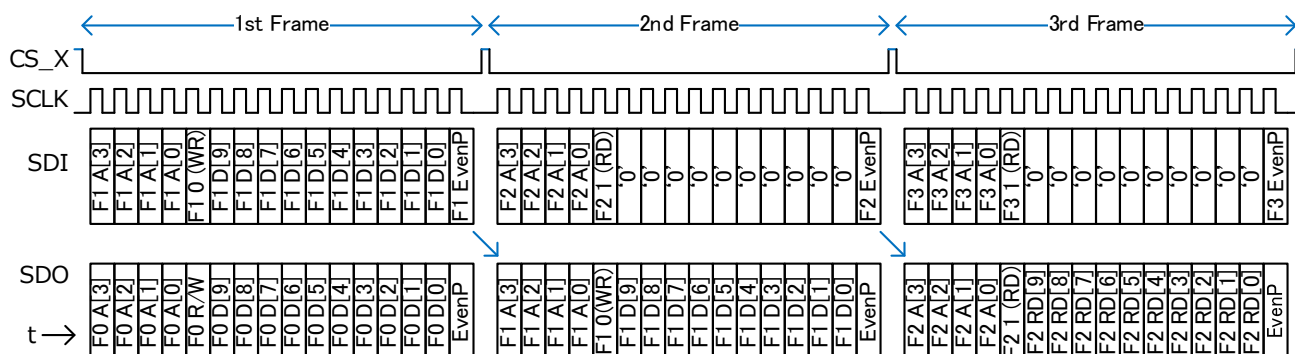 1st Frame 2nd Frame 3rd Frame
CS_X
SCLK
SDI
F1 A[3] F1 A[2] F1 A[1] F1 A[0] F1 0 (WR) F1 D[9] F1 D[8] F1 D[7] F1 D[6] F1 D[5] F1 D[4] F1 D[3] F1 D[2] F1 D[1] F1 D[0] F1 EvenP F2 A[3] F2 A[2] F2 A[1] F2 A[0] F2 1 (RD) ‘0’ ‘0’ ‘0’ ‘0’ ‘0’ ‘0’ ‘0’ ‘0’ ‘0’ ‘0’ F2 EvenP F3 A[3] F3 A[2] F3 A[1] F3 A[0] F3 1 (RD) ‘0’ ‘0’ ‘0’ ‘0’ ‘0’ ‘0’ ‘0’ ‘0’ ‘0’ ‘0’ F3 EvenP
SDO
F0 A[3] F0 A[2] F0 A[1] F0 A[0] F0 R/W F0 D[9] F0 D[8] F0 D[7] F0 D[6] F0 D[5] F0 D[4] F0 D[3] F0 D[2] F0 D[1] F0 D[0] EvenP F1 A[3] F1 A[2] F1 A[1] F1 A[0] F1 0(WR) F1 D[9] F1 D[8] F1 D[7] F1 D[6] F1 D[5] F1 D[4] F1 D[3] F1 D[2] F1 D[1] F1 D[0] EvenP F2 A[3] F2 A[2] F2 A[1] F2 A[0] F2 1 (RD) F2 RD[9] F2 RD[8] F2 RD[7] F2 RD[6] F2 RD[5] F2 RD[4] F2 RD[3] F2 RD[2] F2 RD[1] F2 RD[0] EvenP
t →